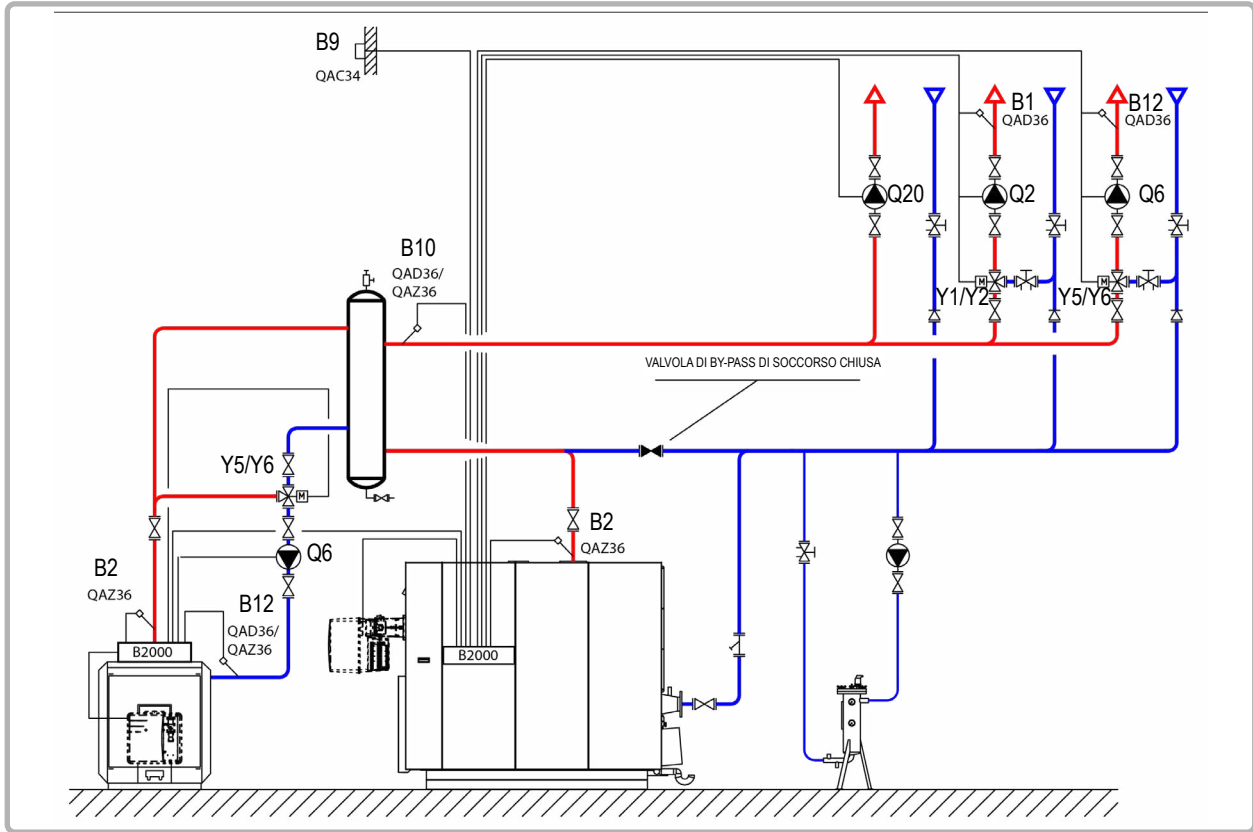 B9
QAC34
B1
QAD36
B12
QAD36
Q20
Q2
Q6
B10
QAD36/
QAZ36
Y1/Y2
Y5/Y6
M
M
VALVOLA DI BY-PASS DI SOCCORSO CHIUSA
Y5/Y6
M
B2
QAZ36
Q6
B2
QAZ36
B12
QAD36/
QAZ36
B2000
B2000